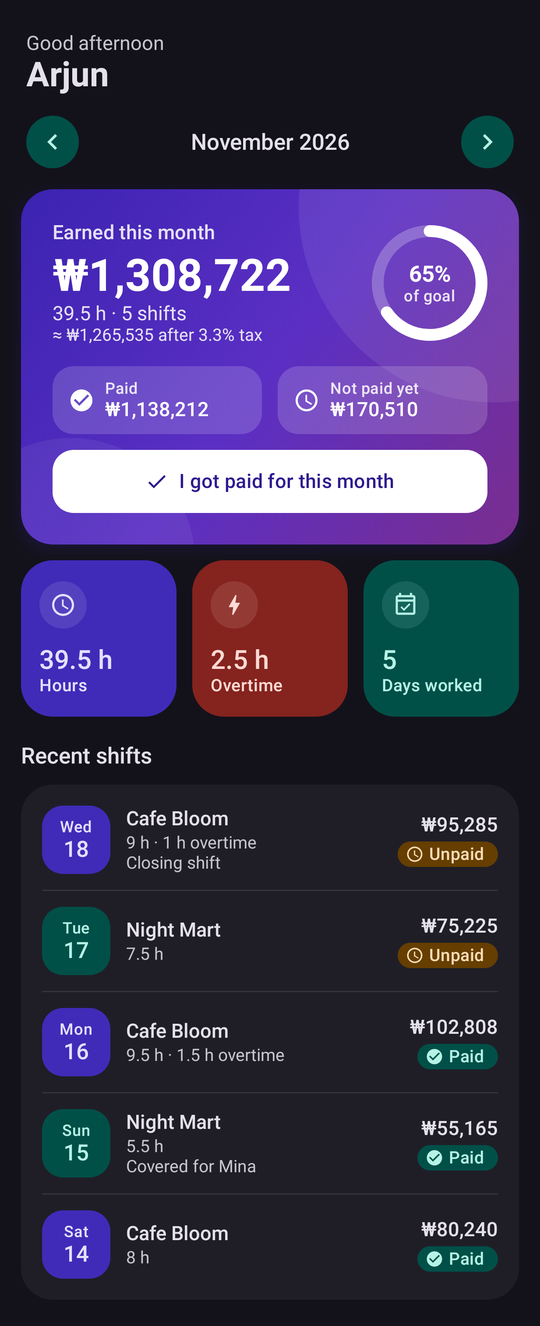 Good afternoon
Arjun
November 2026
Earned this month
₩1,308,722
39.5 h · 5 shifts
≈ ₩1,265,535 after 3.3% tax
65%
of goal
Paid
₩1,138,212
Not paid yet
₩170,510
I got paid for this month
39.5 h
Hours
2.5 h
Overtime
5
Days worked
Recent shifts
Wed
18
Cafe Bloom
9 h · 1 h overtime
Closing shift
₩95,285
Unpaid
Tue
17
Night Mart
7.5 h
₩75,225
Unpaid
Mon
16
Cafe Bloom
9.5 h · 1.5 h overtime
₩102,808
Paid
Sun
15
Night Mart
5.5 h
Covered for Mina
₩55,165
Paid
Sat
14
Cafe Bloom
8 h
₩80,240
Paid